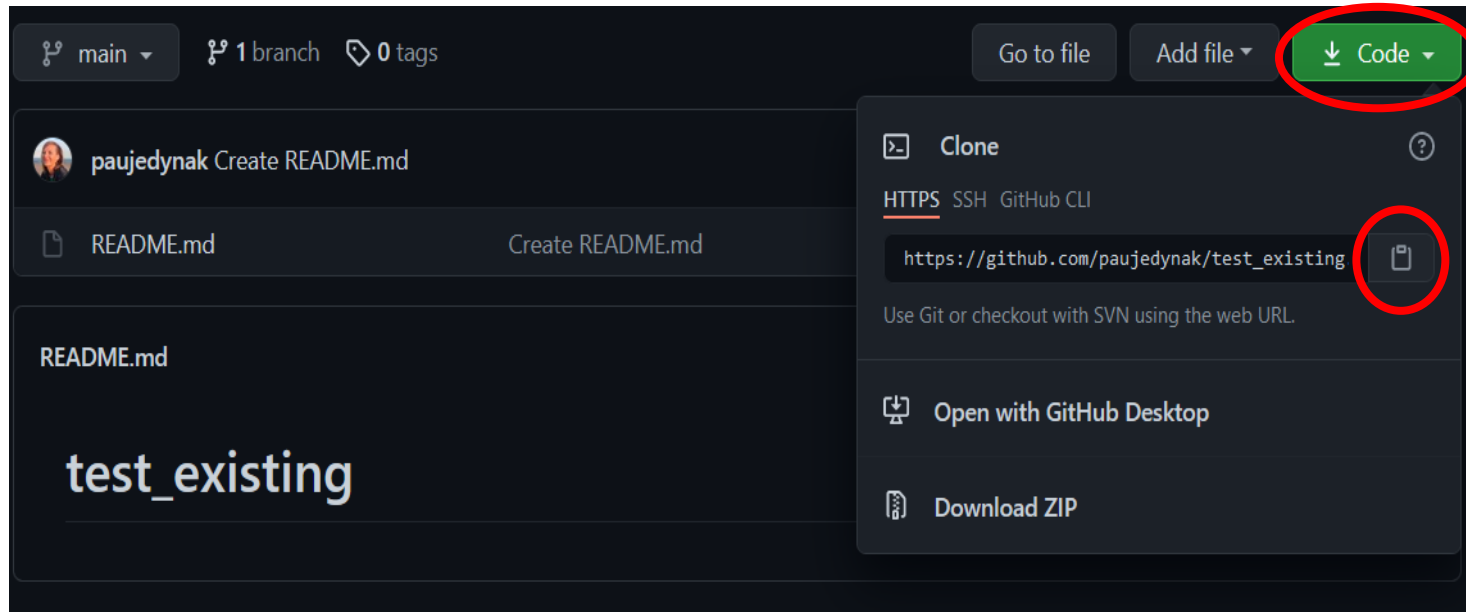 main 1 branch 0 tags Go to file Add file Code
paujedynak Create README.md
README.md Create README.md
README.md
test_existing
Clone
HTTPS SSH GitHub CLI
https://github.com/paujedynak/test_existing
Use Git or checkout with SVN using the web URL.
Open with GitHub Desktop
Download ZIP